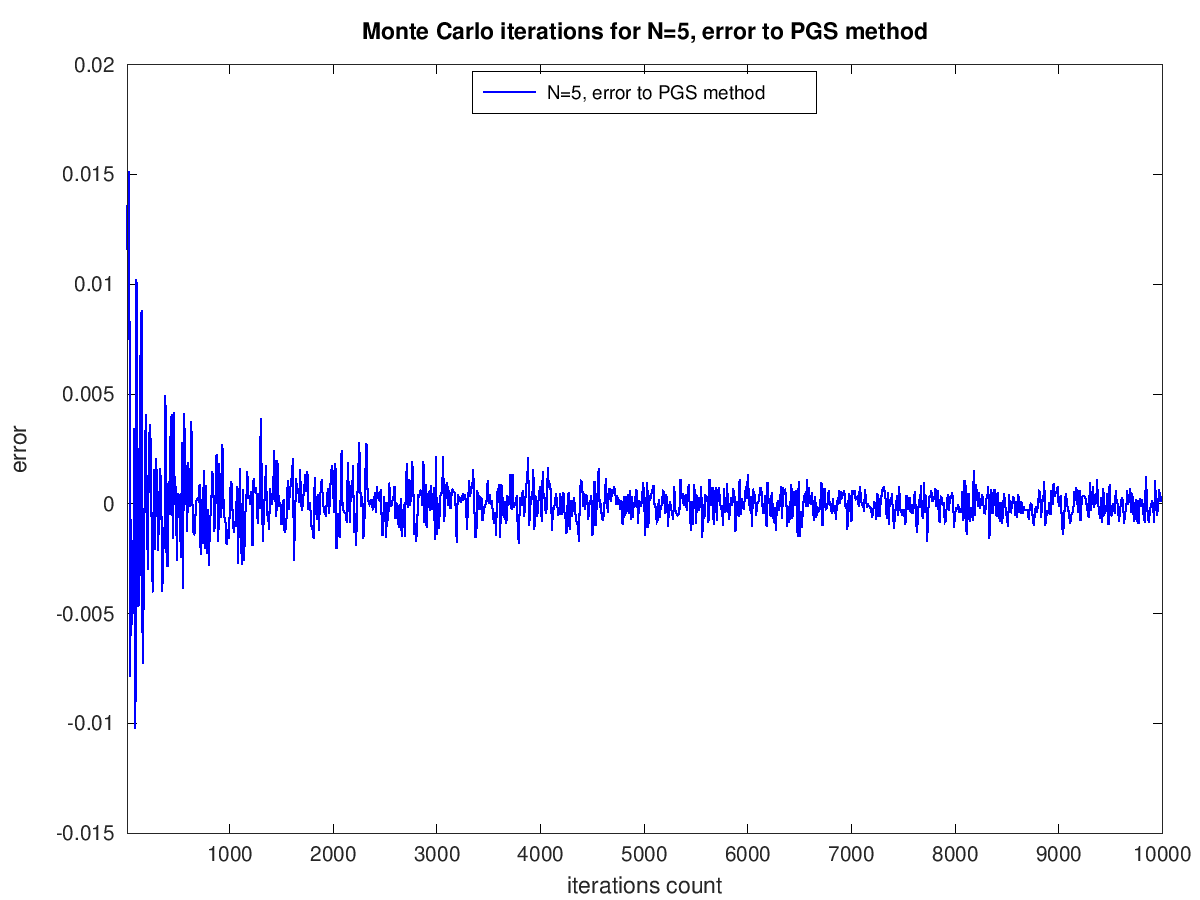 Monte Carlo iterations for N=5, error to PGS method
N=5, error to PGS method
0.02
0.015
0.01
0.005
0
-0.005
-0.01
-0.015
error
1000 2000 3000 4000 5000 6000 7000 8000 9000 10000
iterations count